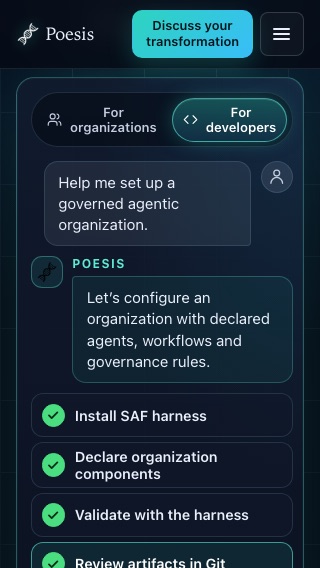 Poesis
Discuss your
transformation
For
organizations
For
developers
Help me set up a
governed agentic
organization.
POESIS
Let’s configure an
organization with declared
agents, workflows and
governance rules.
Install SAF harness
Declare organization
components
Validate with the harness
Review artifacts in Git